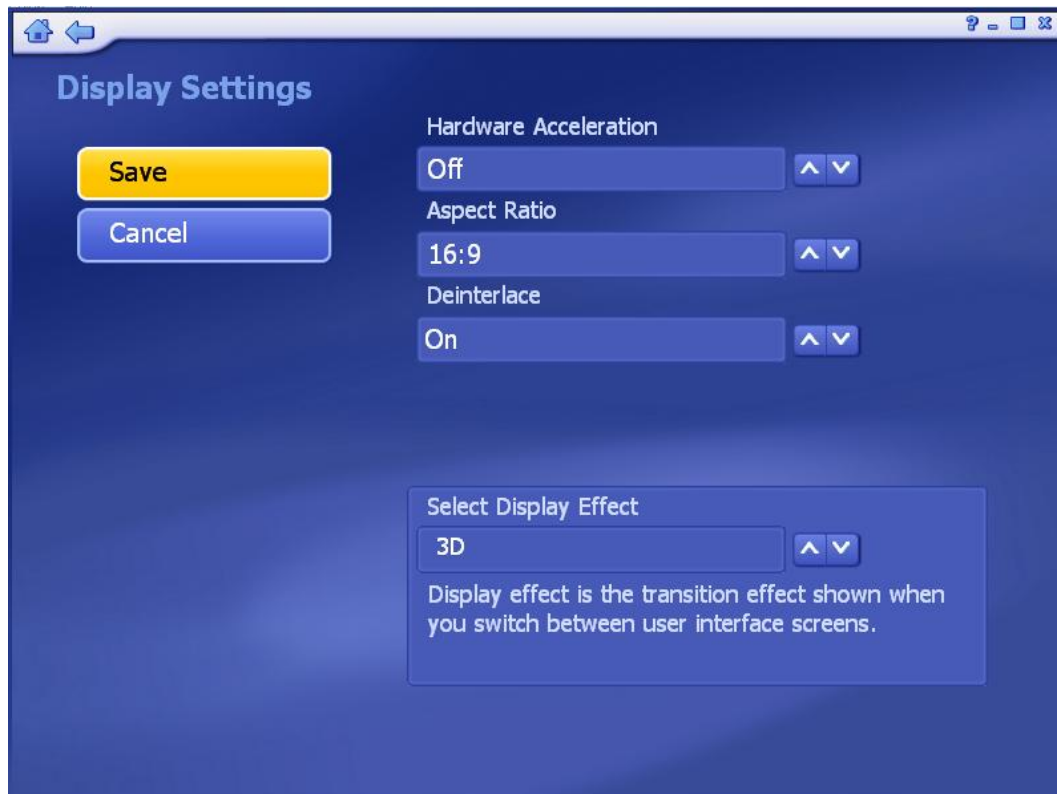 Display Settings
Save
Cancel
Hardware Acceleration
Off
Aspect Ratio
16:9
Deinterlace
On
Select Display Effect
3D
Display effect is the transition effect shown when
you switch between user interface screens.